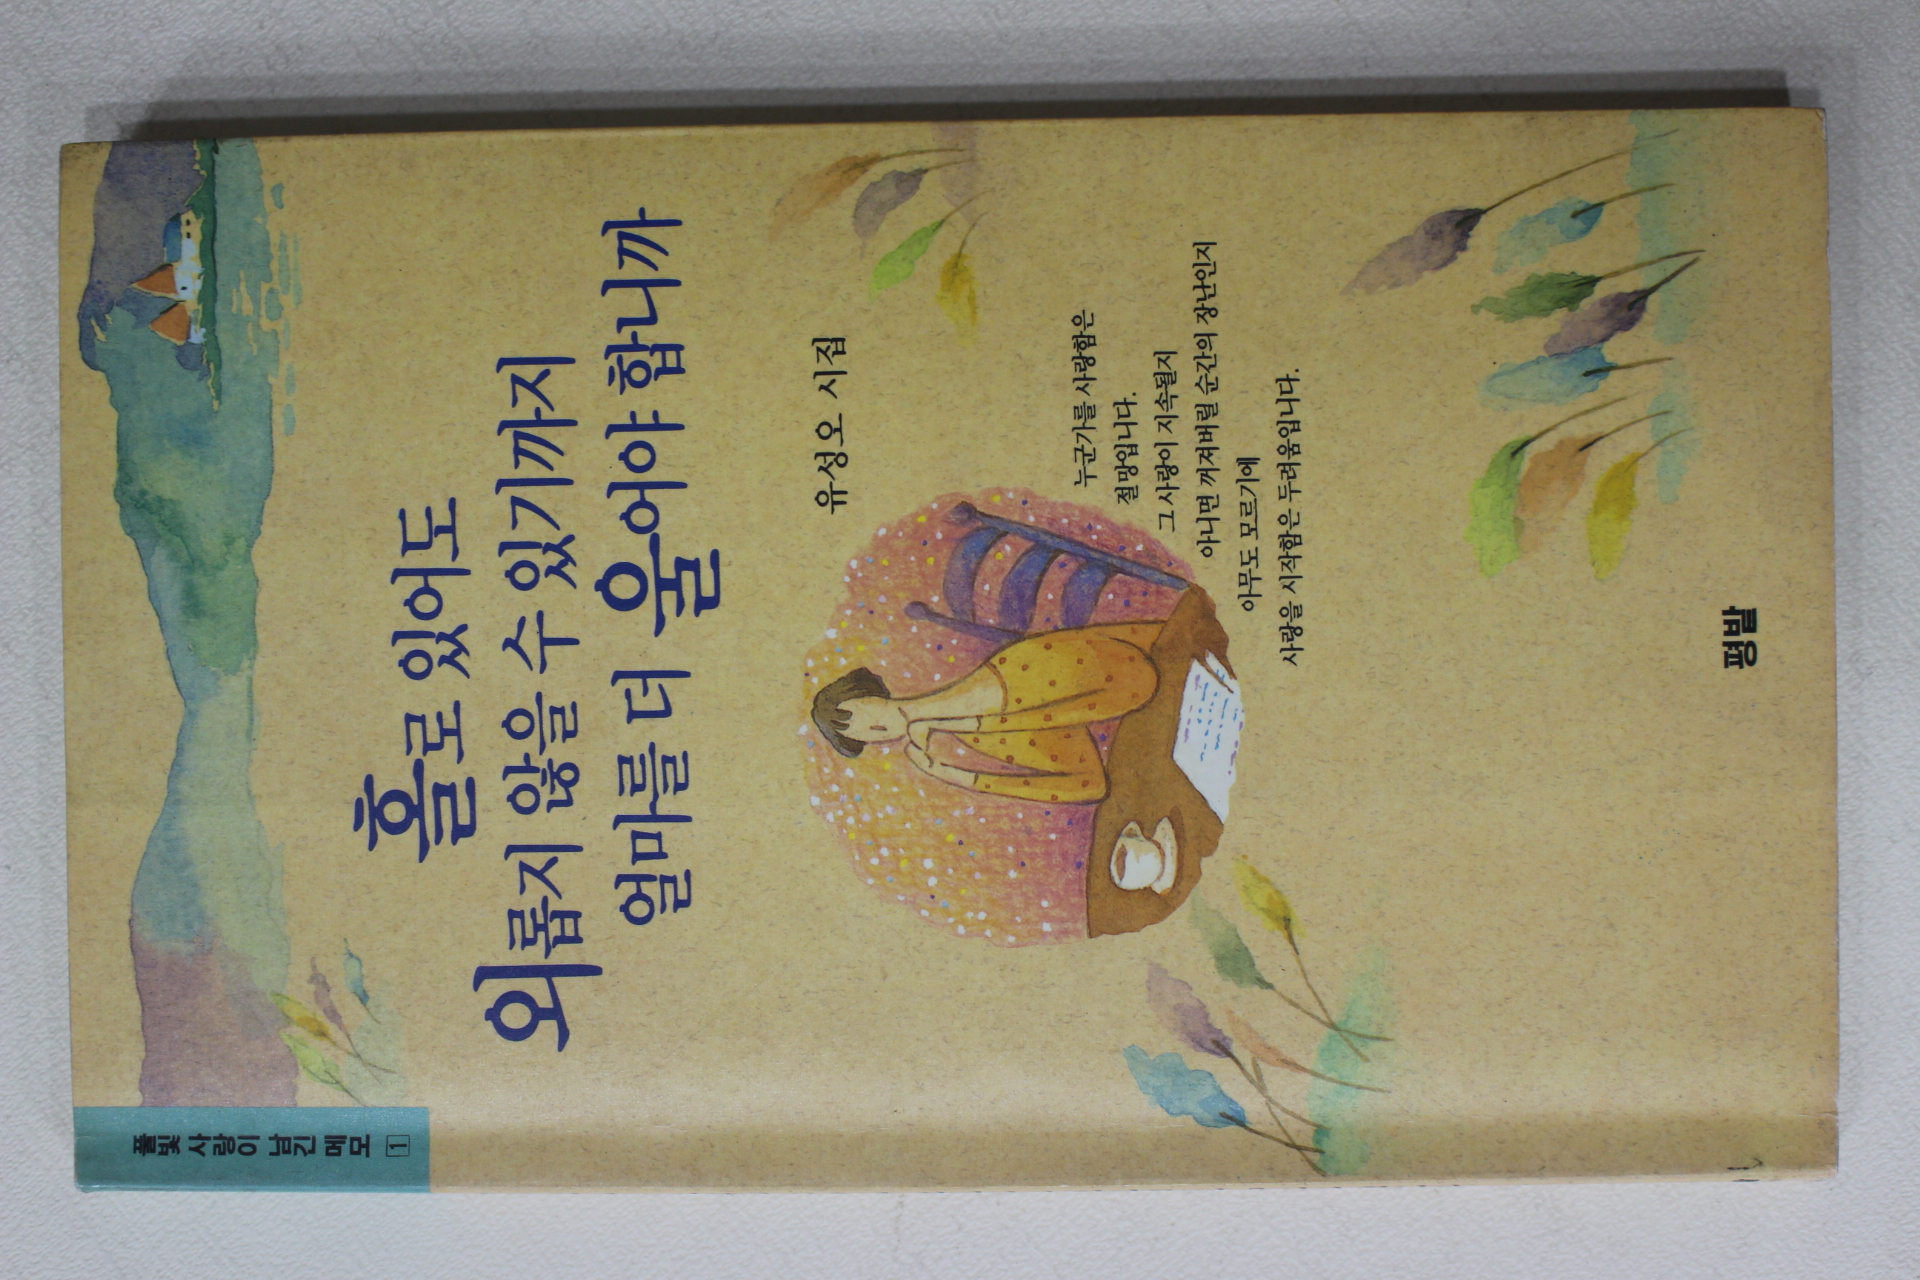 풀빛 사랑이 남긴 메모 1
홀로 있어도
외롭지 않을 수 있기까지
얼마를 더 울어야 합니까
유성오 시집
누군가를 사랑함은
절망입니다.
그 사랑이 지속될지
아니면 꺼져버릴 순간의 장난인지
아무도 모르기에
사랑을 시작함은 두려움입니다.
평밭